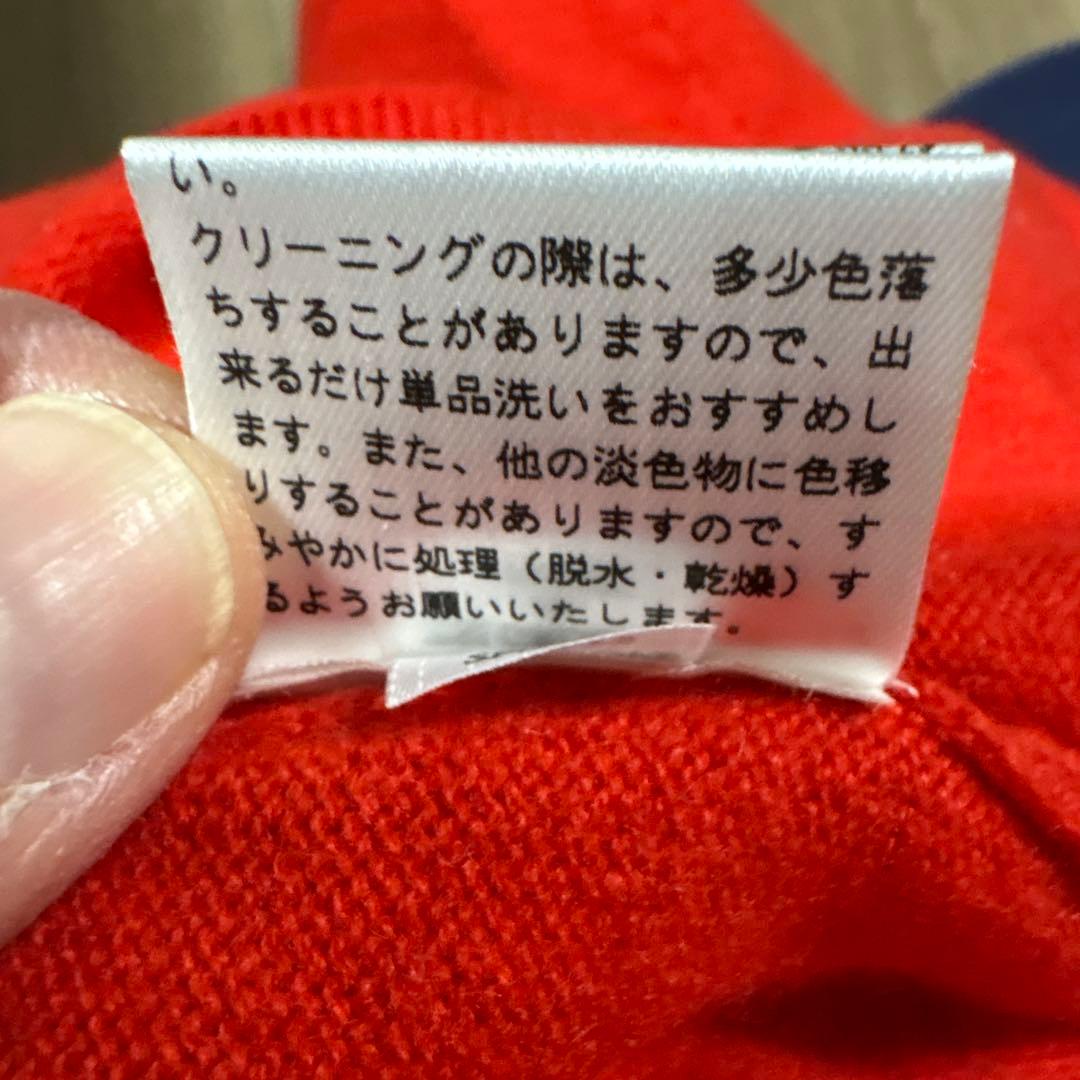 い。
クリーニングの際は、多少色落
ちすることがありますので、出
来るだけ単品洗いをおすすめし
ます。また、他の淡色物に色移
りすることがありますので、す
みやかに処理（脱水・乾燥）す
るようお願いいたします。